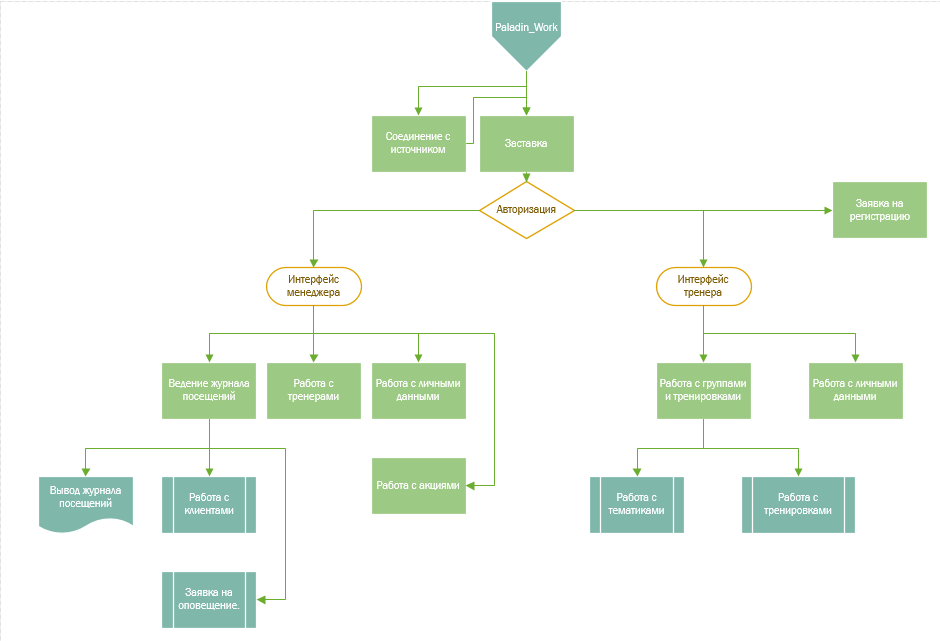 Paladin_Work
Соединение с
источником
Заставка
Авторизация
Заявка на
регистрацию
Интерфейс
менеджера
Интерфейс
тренера
Ведение журнала
посещений
Работа с
тренерами
Работа с личными
данными
Работа с группами
и тренировками
Работа с личными
данными
Работа с акциями
Вывод журнала
посещений
Работа с
клиентами
Работа с
тематиками
Работа с
тренировками
Заявка на
оповещение.